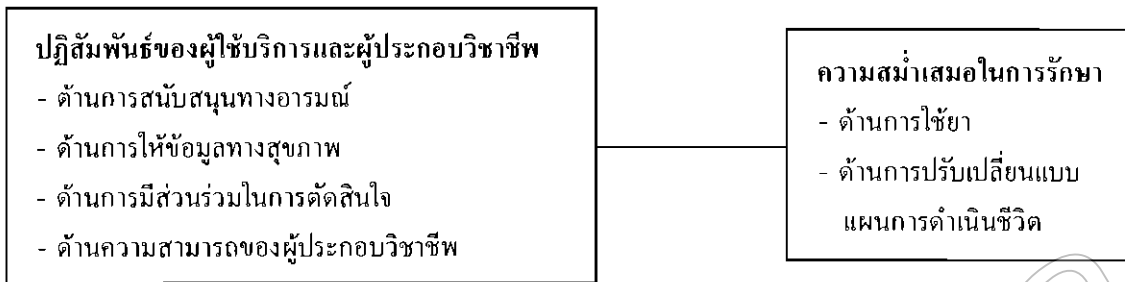 ปฏิสัมพันธ์ของผู้ใช้บริการและผู้ประกอบวิชาชีพ
- ด้านการสนับสนุนทางอารมณ์
- ด้านการให้ข้อมูลทางสุขภาพ
- ด้านการมีส่วนร่วมในการตัดสินใจ
- ด้านความสามารถของผู้ประกอบวิชาชีพ
ความสม่ำเสมอในการรักษา
- ด้านการใช้ยา
- ด้านการปรับเปลี่ยนแบบ
แผนการดำเนินชีวิต